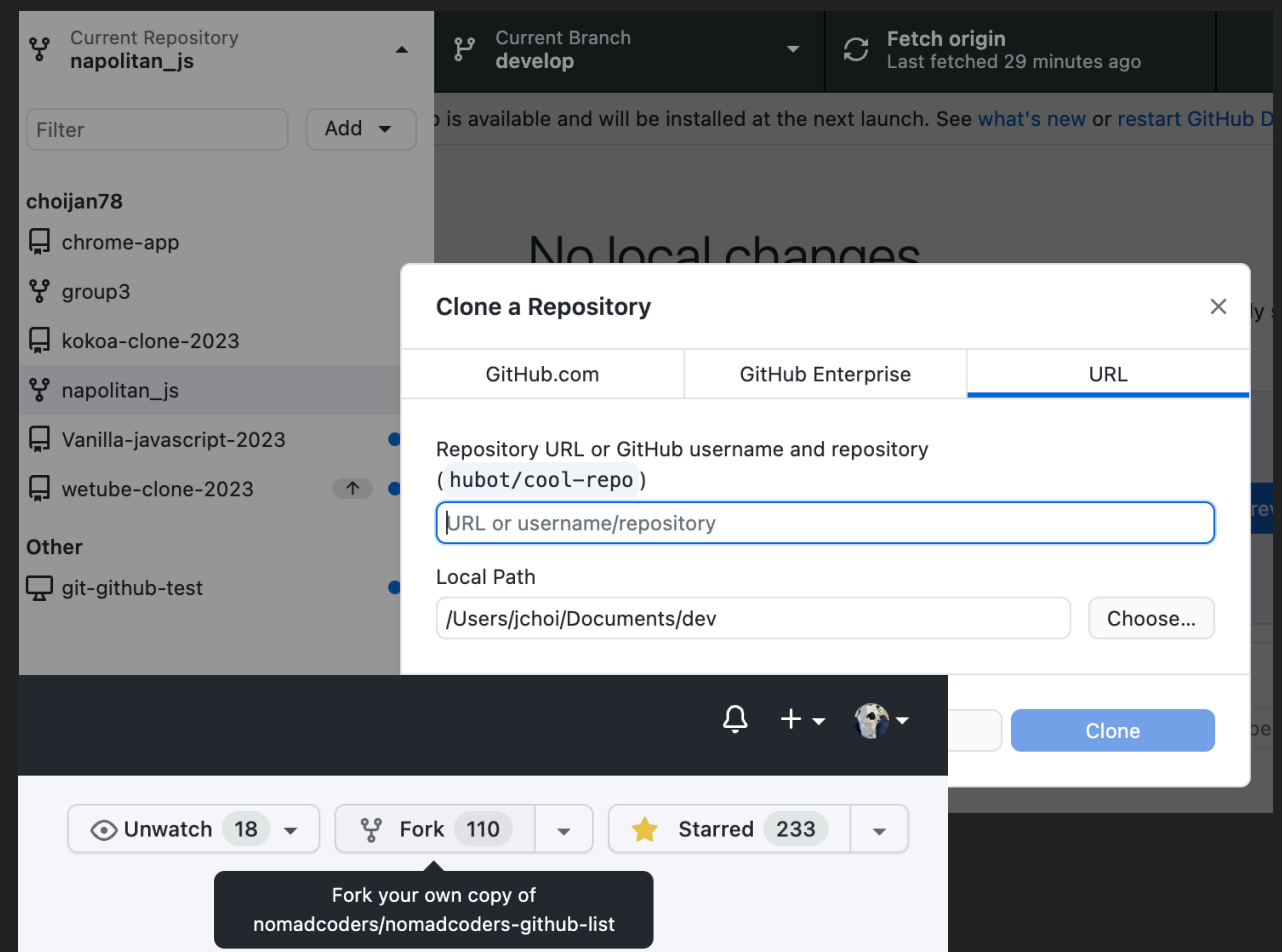 Current Repository
napolitan_js
Current Branch
develop
Fetch origin
Last fetched 29 minutes ago
Filter
Add
is available and will be installed at the next launch. See what's new or restart GitHub D
choijan78
chrome-app
group3
kokoa-clone-2023
napolitan_js
Vanilla-javascript-2023
wetube-clone-2023
Other
git-github-test
No local changes
Clone a Repository
GitHub.com
GitHub Enterprise
URL
Repository URL or GitHub username and repository
(hubot/cool-repo)
URL or username/repository
Local Path
/Users/jchoi/Documents/dev
Choose...
Clone
Unwatch 18
Fork 110
Starred 233
Fork your own copy of
nomadcoders/nomadcoders-github-list